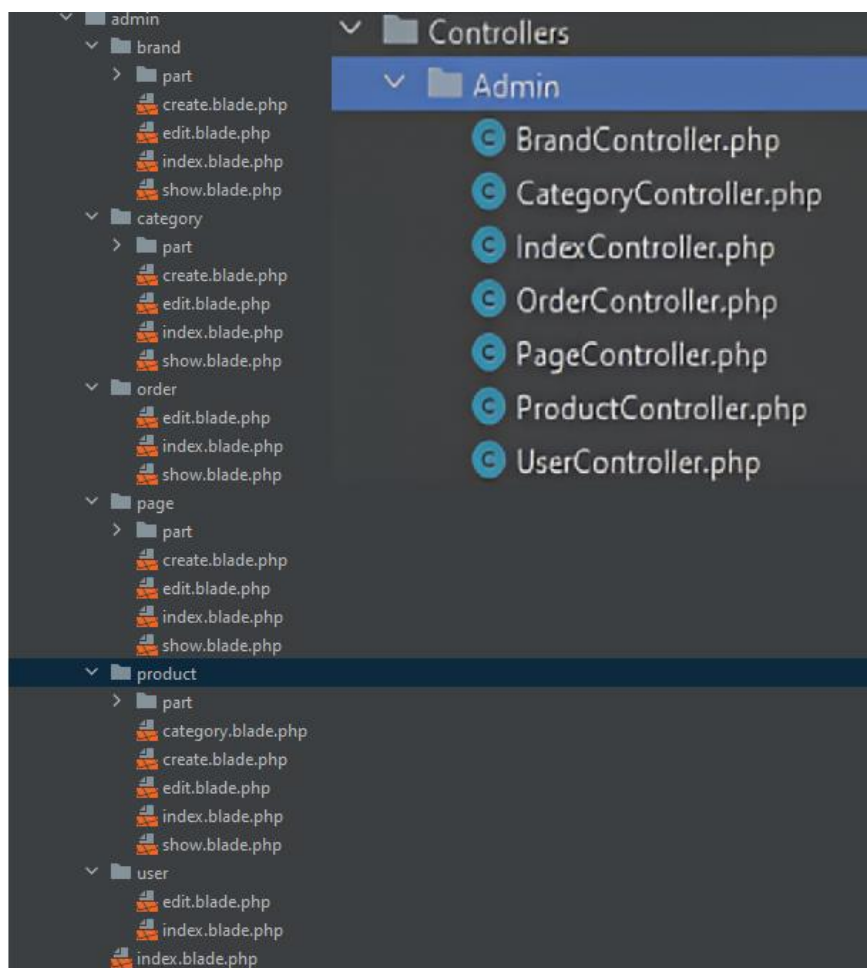 admin
brand
part
create.blade.php
edit.blade.php
index.blade.php
show.blade.php
category
part
create.blade.php
edit.blade.php
index.blade.php
show.blade.php
order
edit.blade.php
index.blade.php
show.blade.php
page
part
create.blade.php
edit.blade.php
index.blade.php
show.blade.php
product
part
category.blade.php
create.blade.php
edit.blade.php
index.blade.php
show.blade.php
user
edit.blade.php
index.blade.php
index.blade.php
Controllers
Admin
C BrandController.php
C CategoryController.php
C IndexController.php
C OrderController.php
C PageController.php
C ProductController.php
C UserController.php